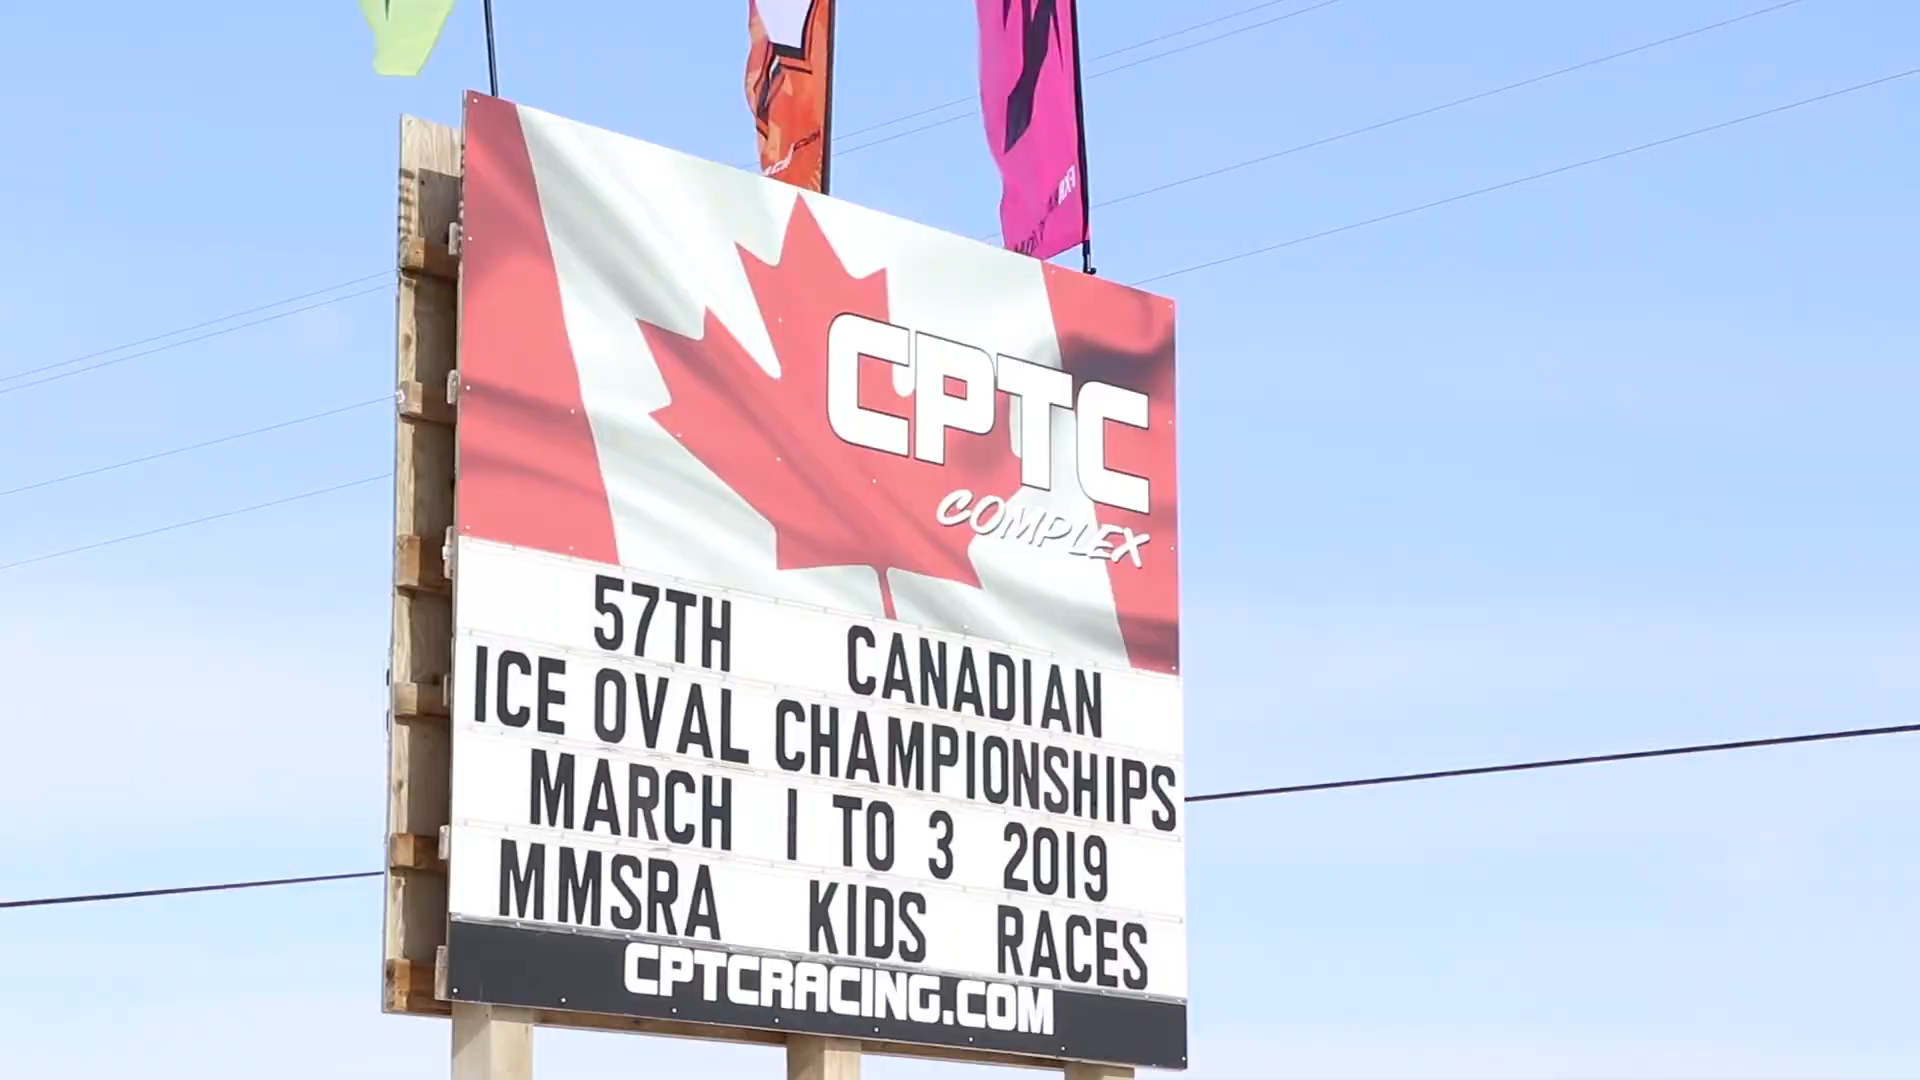 CPTC
COMPLEX
57TH CANADIAN
ICE OVAL CHAMPIONSHIPS
MARCH 1 TO 3 2019
MMSRA KIDS RACES
CPTCRACING.COM